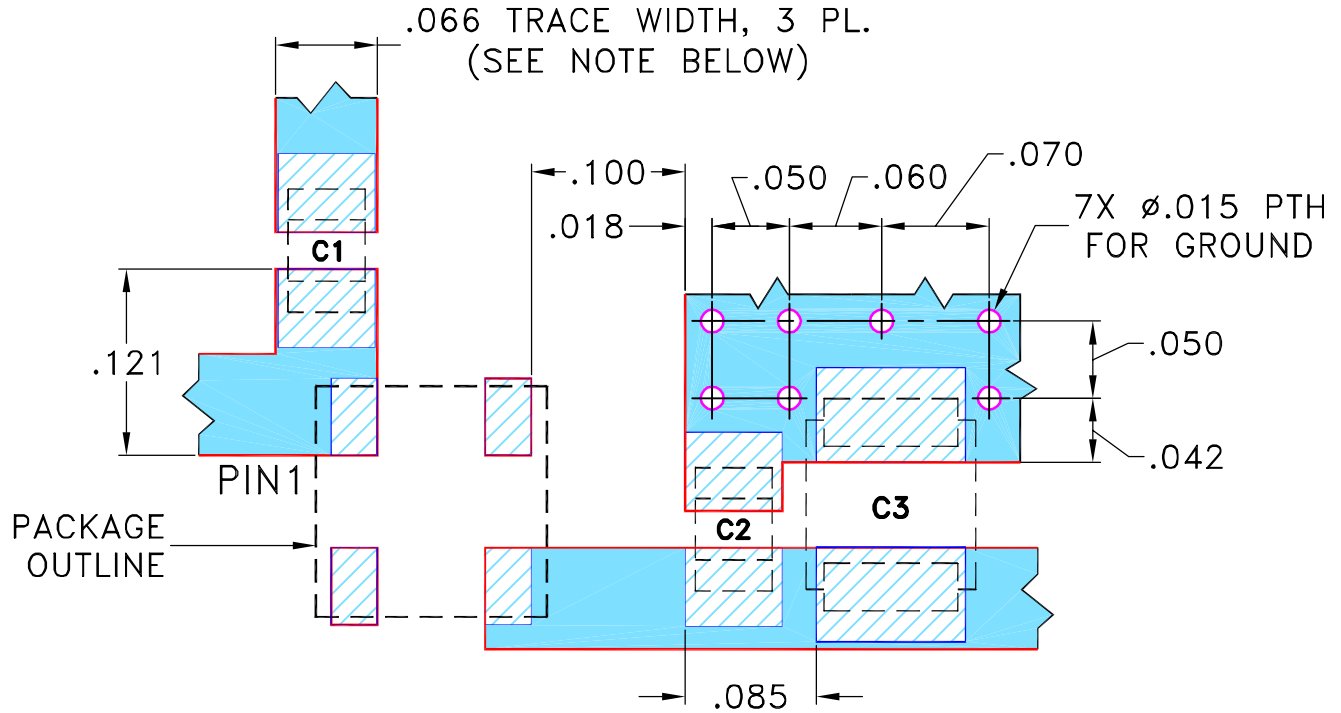 .066 TRACE WIDTH, 3 PL.
(SEE NOTE BELOW)
.100
.050
.060
.070
.018
7X ø.015 PTH
FOR GROUND
C1
.121
.050
.042
PIN1
PACKAGE
OUTLINE
C2
C3
.085